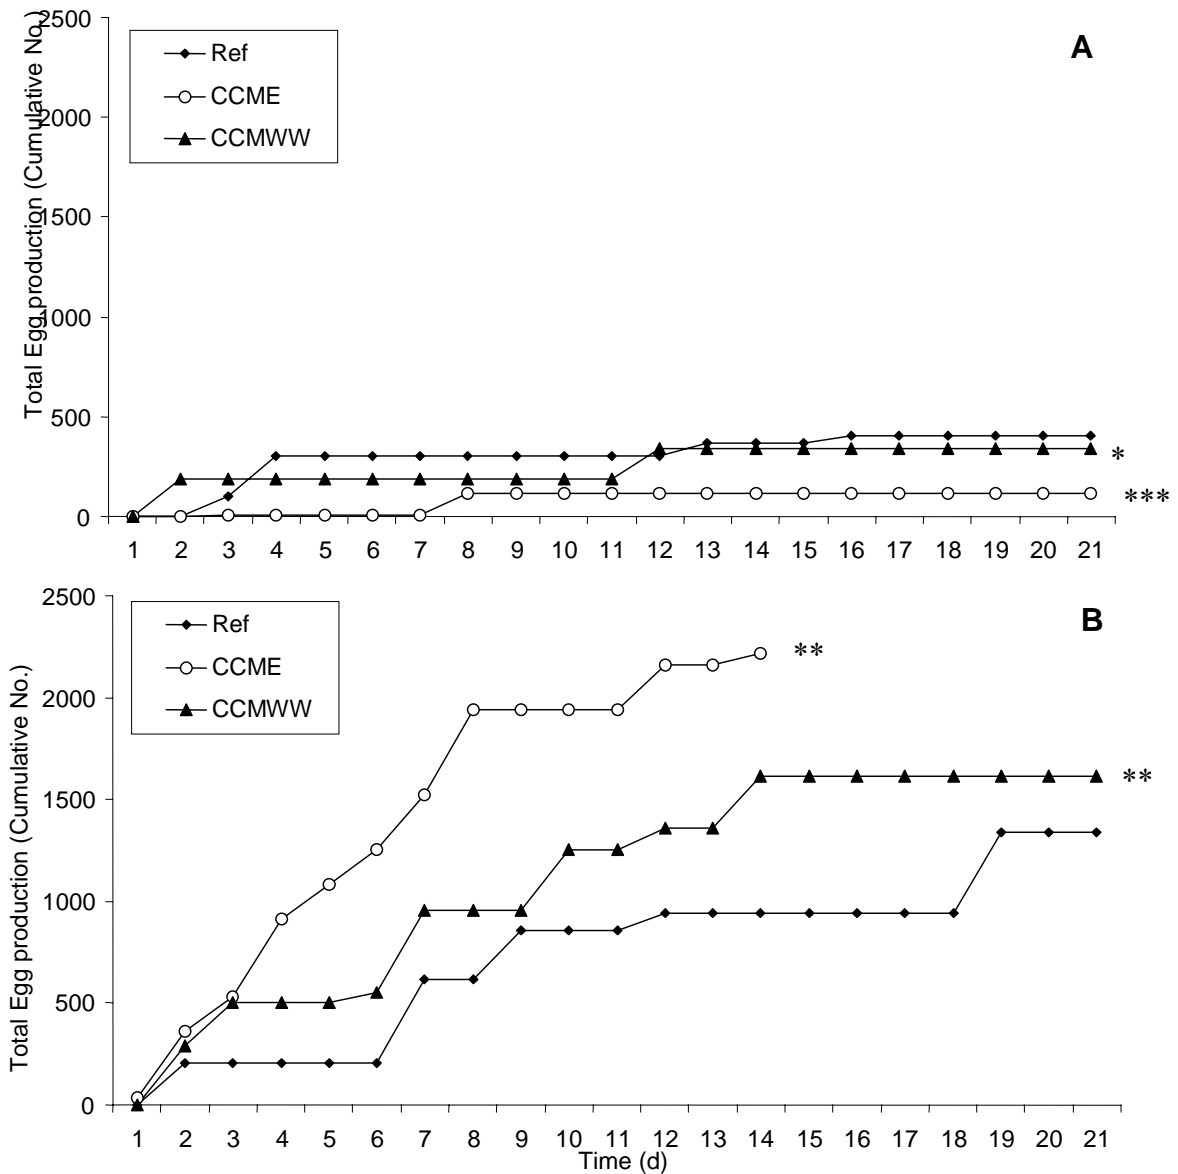 Total Egg production (Cumulative No.)
2500
2000
1500
1000
500
0
Ref
CCME
CCMWW
A
*
***
1 2 3 4 5 6 7 8 9 10 11 12 13 14 15 16 17 18 19 20 21
Total Egg production (Cumulative No.)
2500
2000
1500
1000
500
0
Ref
CCME
CCMWW
B
**
**
1 2 3 4 5 6 7 8 9 10 11 12 13 14 15 16 17 18 19 20 21
Time (d)